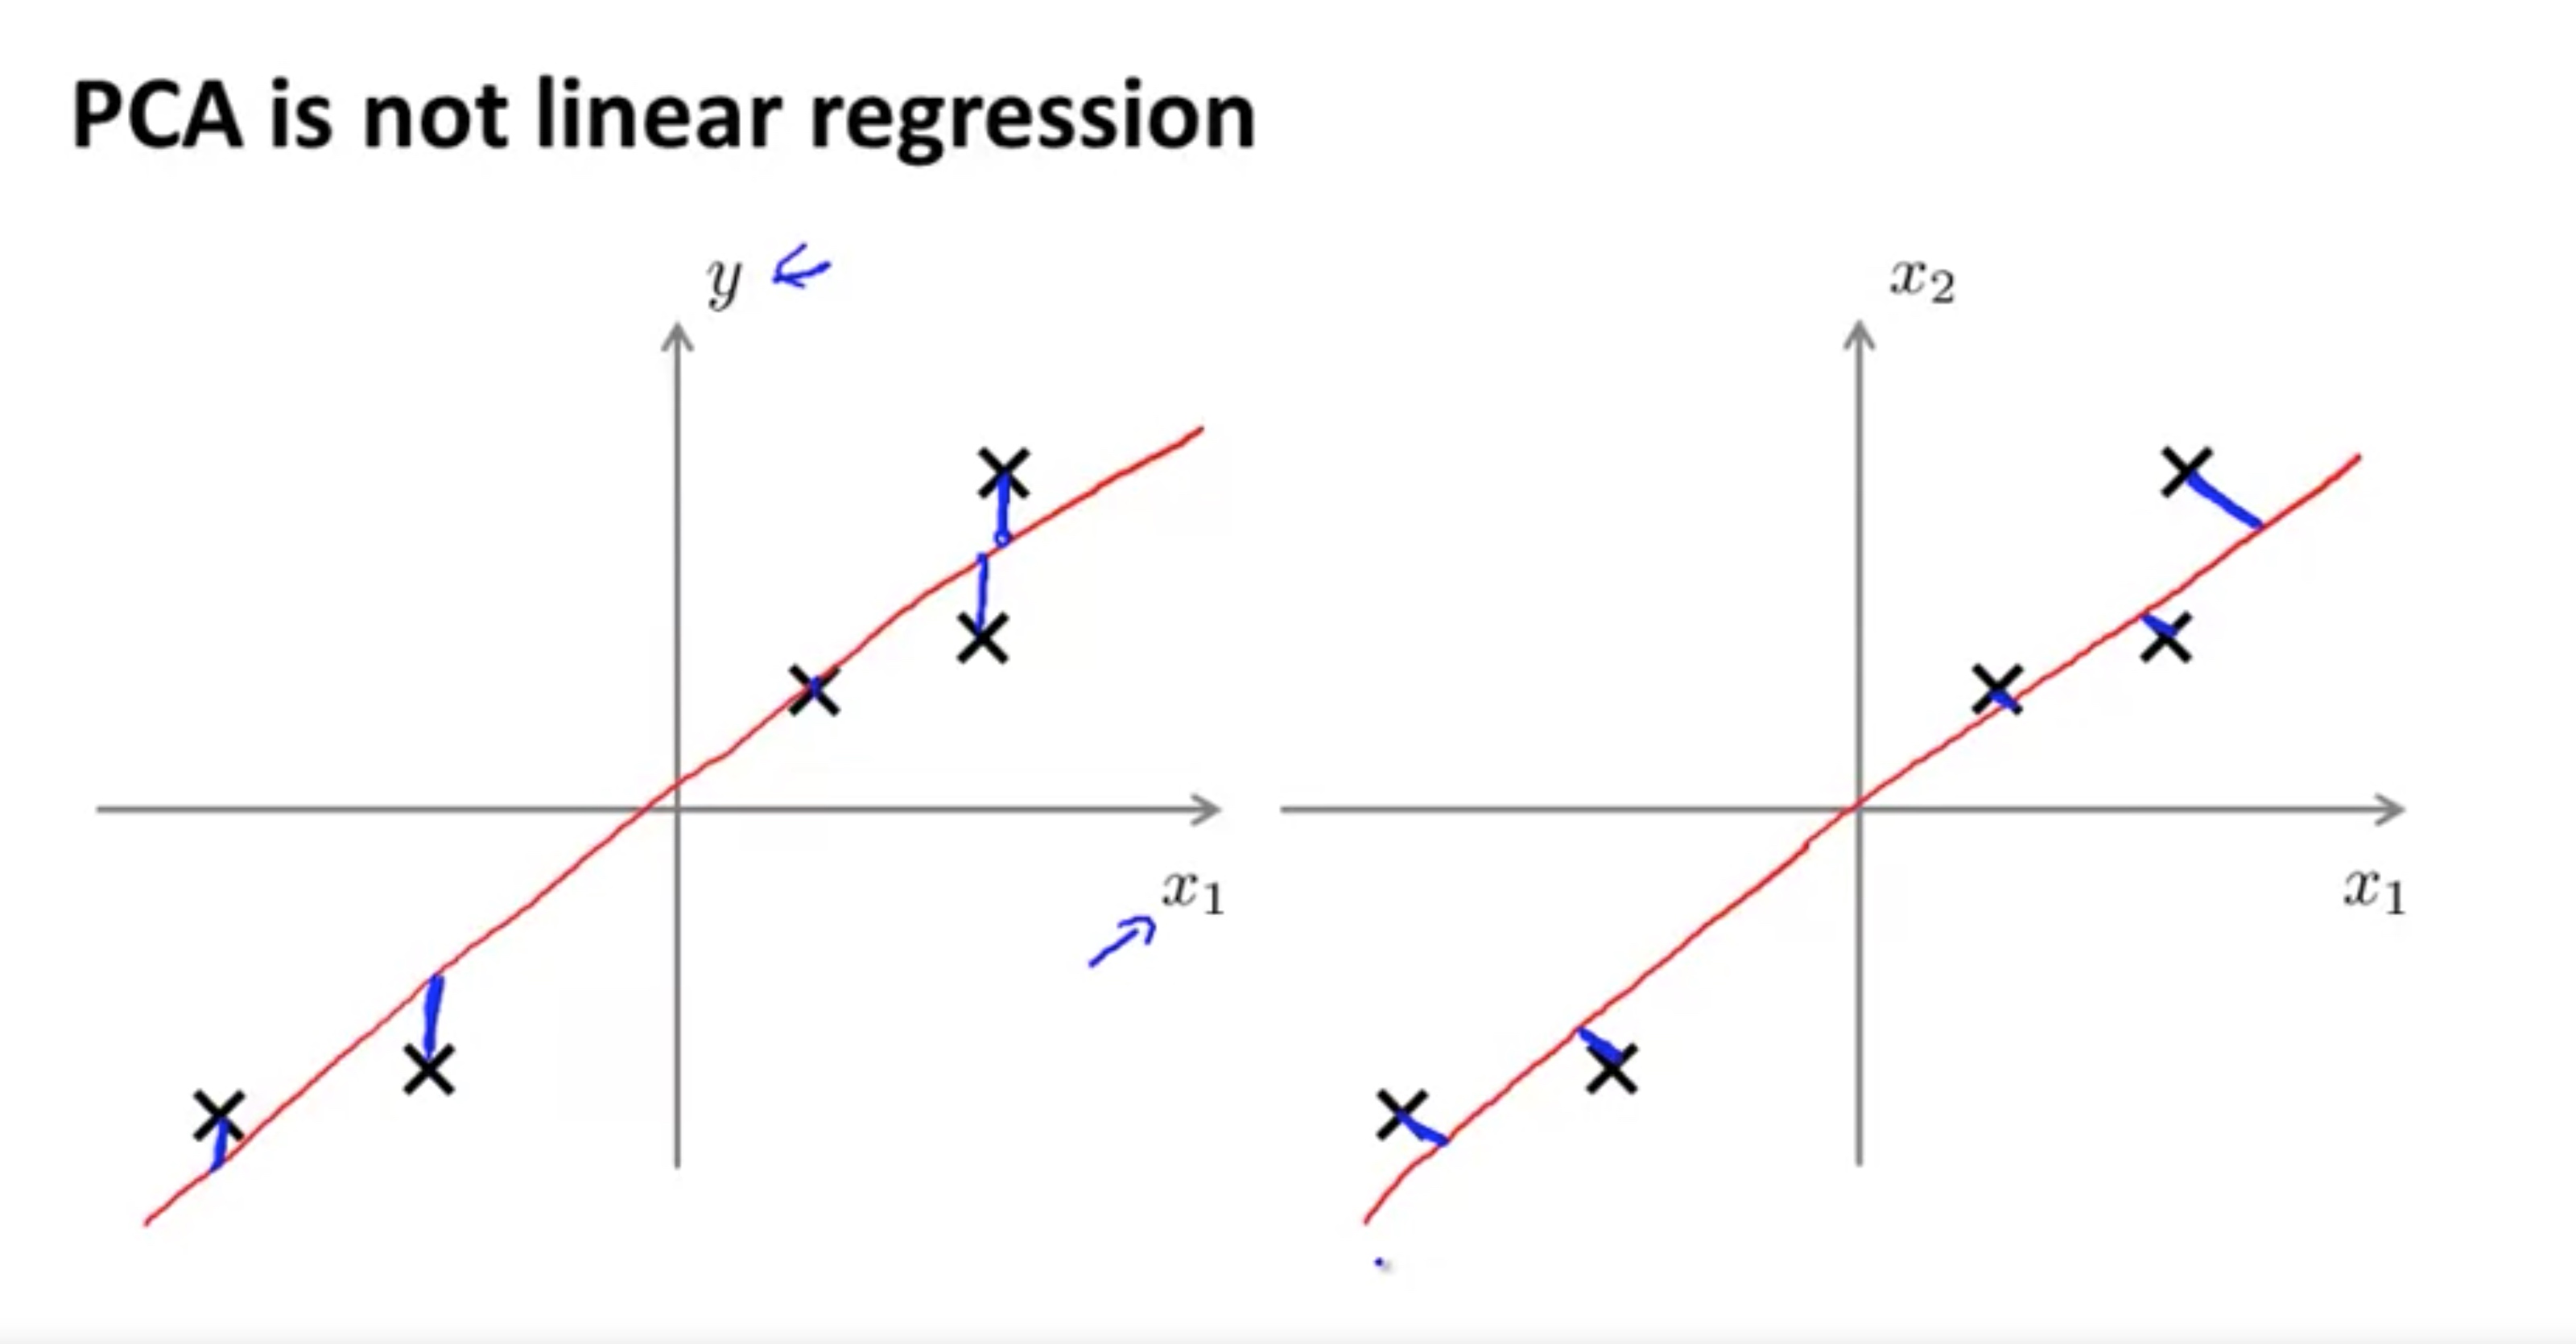 PCA is not linear regression
y
x₂
x₁
x₁